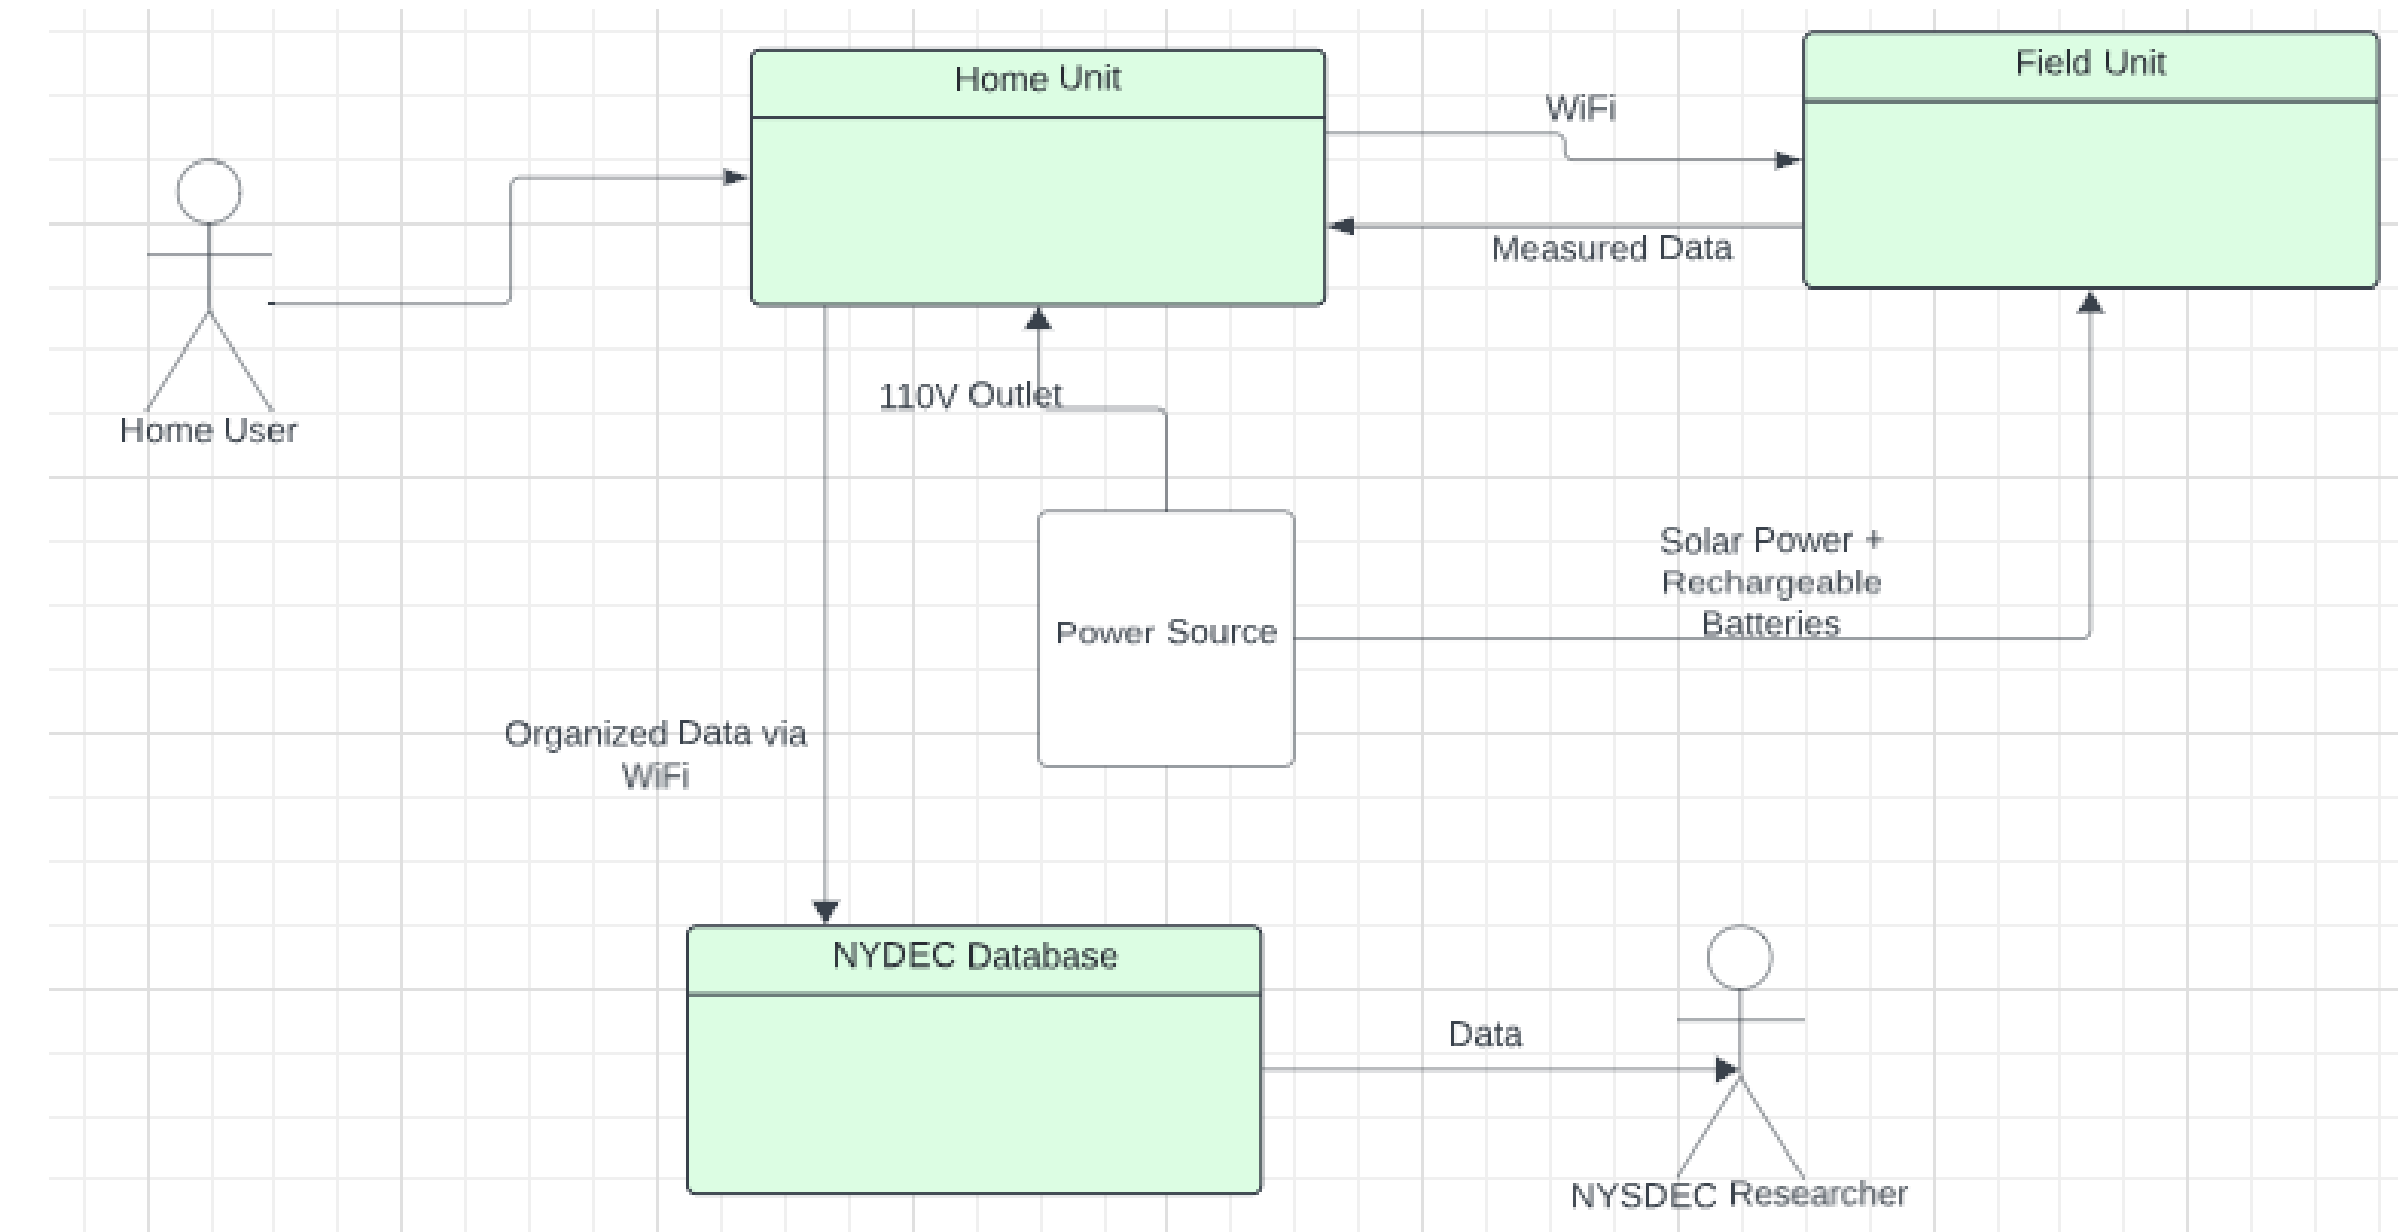 Home Unit
Field Unit
WiFi
Measured Data
Home User
110V Outlet
Power Source
Solar Power +
Rechargeable
Batteries
Organized Data via
WiFi
NYDEC Database
Data
NYSDEC Researcher